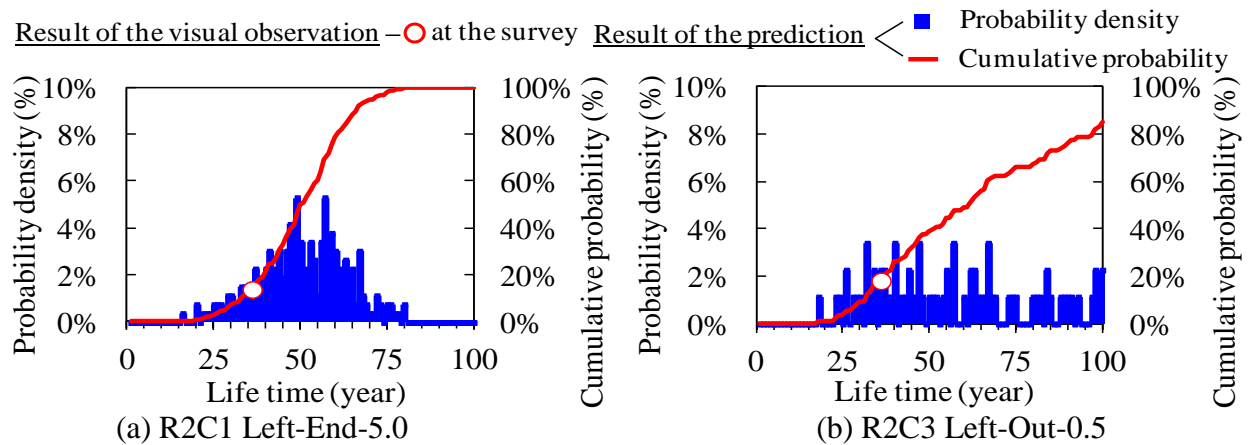 Result of the visual observation at the survey Result of the prediction Probability density
Cumulative probability
Probability density (%)
10%
8%
6%
4%
2%
0%
100%
80%
60%
40%
20%
0%
Cumulative probability (%)
0 25 50 75 100
Life time (year)
(a) R2C1 Left-End-5.0
Probability density (%)
10%
8%
6%
4%
2%
0%
100%
80%
60%
40%
20%
0%
Cumulative probability (%)
0 25 50 75 100
Life time (year)
(b) R2C3 Left-Out-0.5